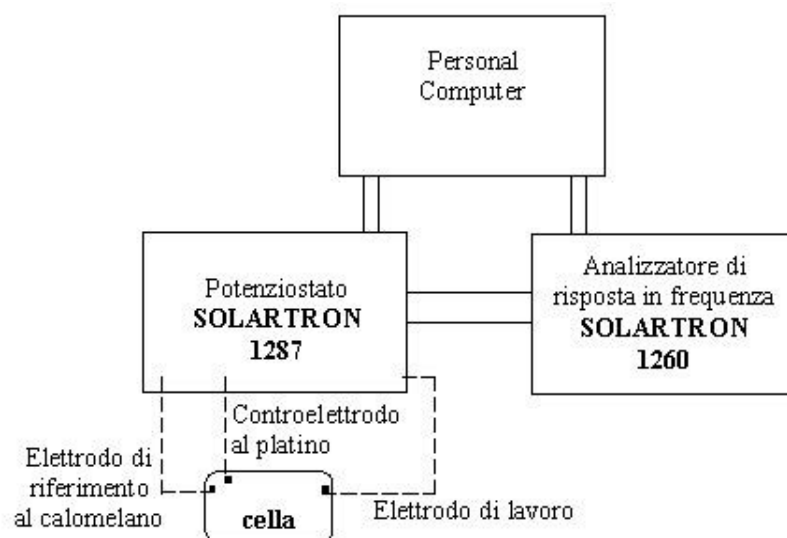 Personal
Computer
Potenziostato
SOLARTRON
1287
Analizzatore di
risposta in frequenza
SOLARTRON
1260
Controelettrodo
al platino
Elettrodo di
riferimento
al calomelano
cella
Elettrodo di lavoro